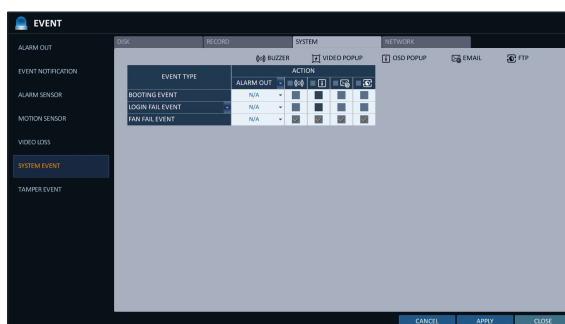 EVENT
DISK RECORD SYSTEM NETWORK
ALARM OUT
EVENT NOTIFICATION
ALARM SENSOR
MOTION SENSOR
VIDEO LOSS
SYSTEM EVENT
TAMPER EVENT
BUZZER VIDEO POPUP OSD POPUP EMAIL FTP
EVENT TYPE ACTION
ALARM OUT
BOOTING EVENT N/A
LOGIN FAIL EVENT N/A
FAN FAIL EVENT N/A
CANCEL APPLY CLOSE